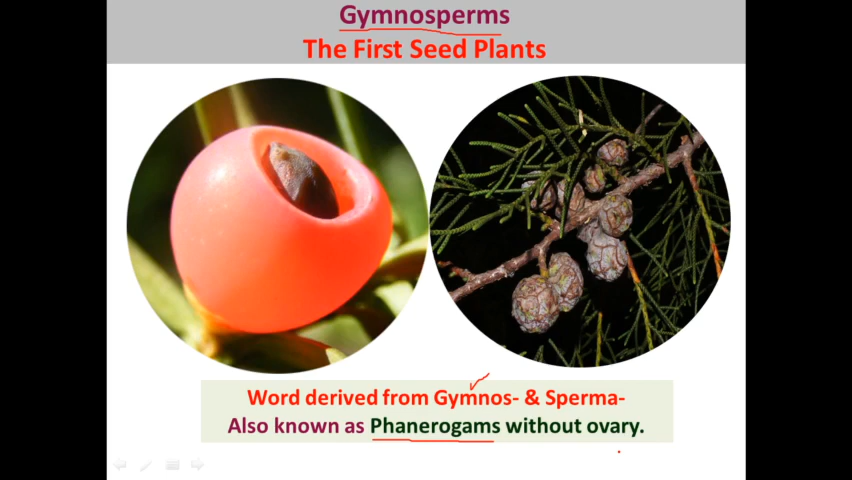 Gymnosperms
The First Seed Plants
Word derived from Gymnos- & Sperma-
Also known as Phanerogams without ovary.